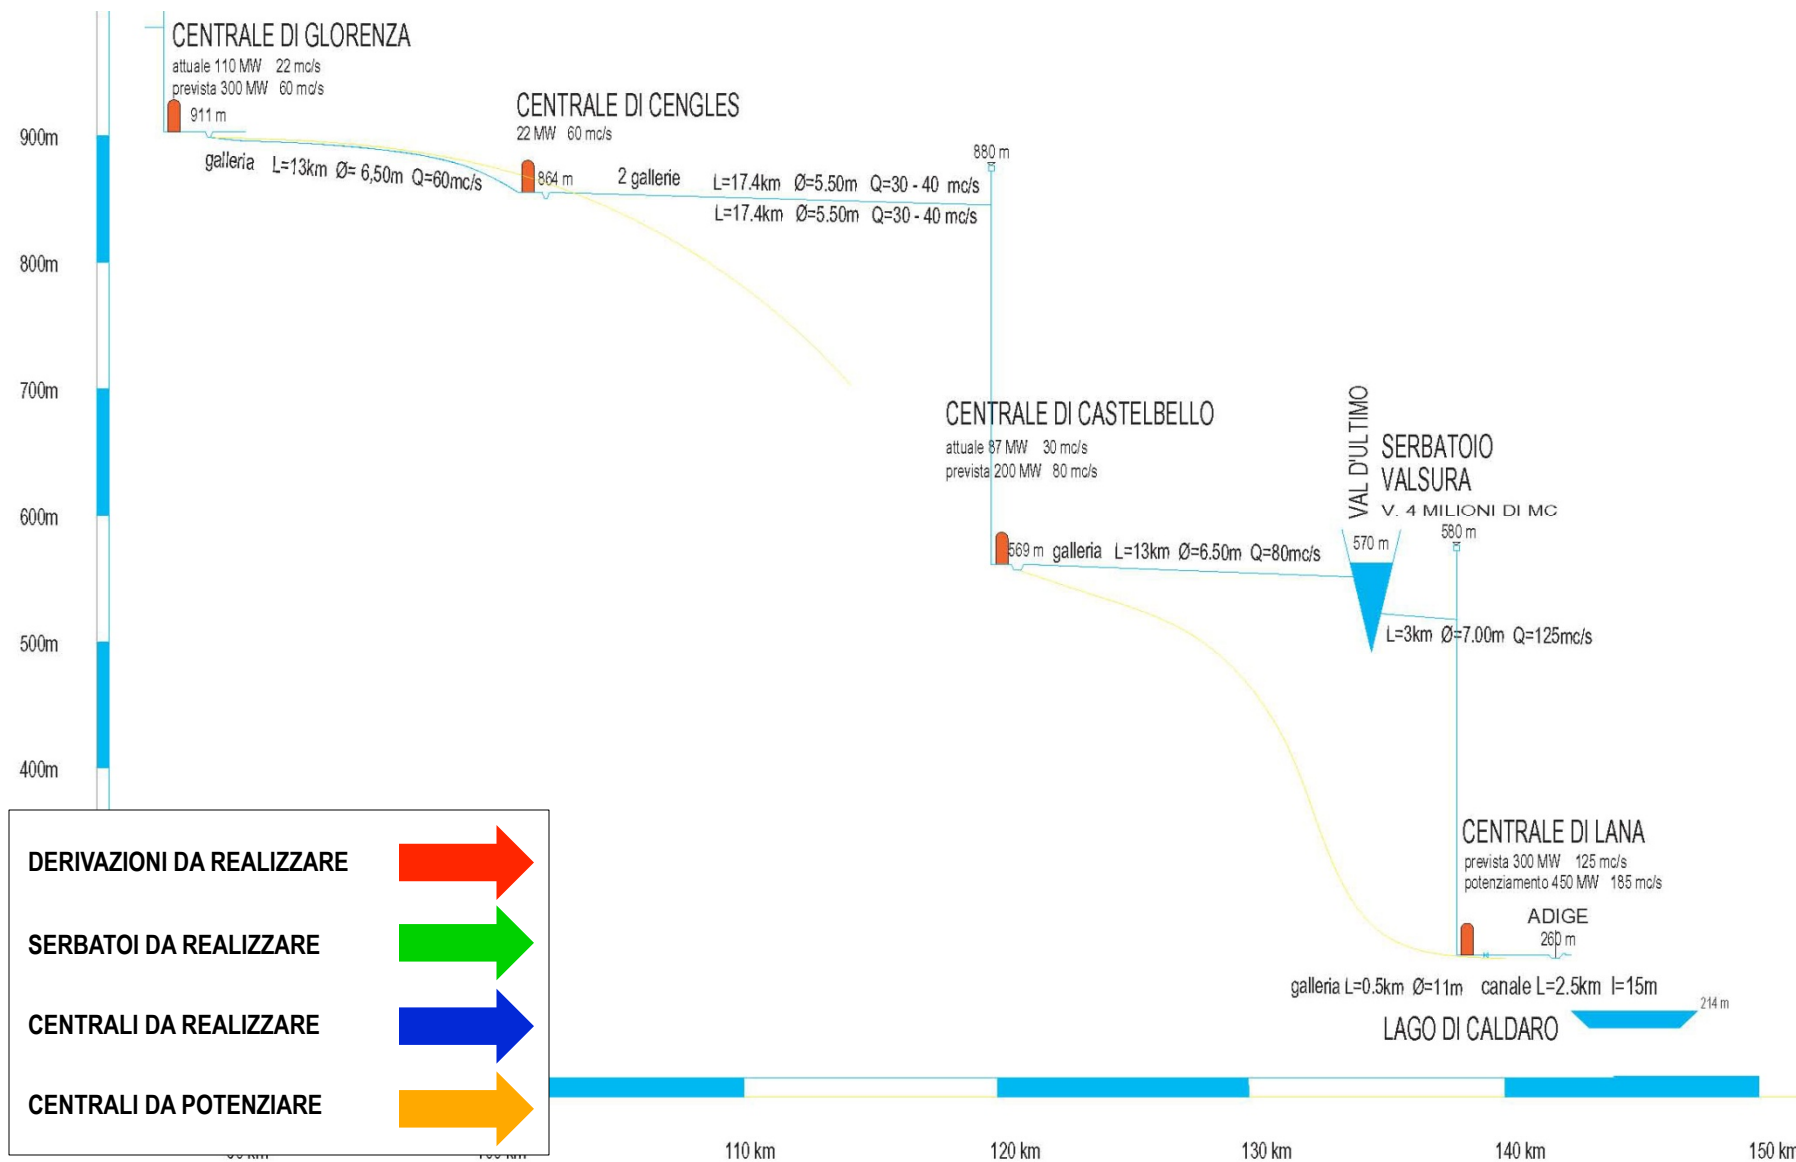 CENTRALE DI GLORENZA
attuale 110 MW 22 mc/s
prevista 300 MW 60 mc/s
911 m
galleria L=13km Ø= 6,50m Q=60mc/s
CENTRALE DI CENGLES
22 MW 60 mc/s
864 m
2 gallerie L=17.4km Ø=5.50m Q=30 - 40 mc/s
L=17.4km Ø=5.50m Q=30 - 40 mc/s
880 m
CENTRALE DI CASTELBELLO
attuale 87 MW 30 mc/s
prevista 200 MW 80 mc/s
569 m galleria L=13km Ø=6.50m Q=80mc/s
VAL D'ULTIMO
SERBATOIO
VALSURA
V. 4 MILIONI DI MC
570 m
580 m
L=3km Ø=7.00m Q=125mc/s
CENTRALE DI LANA
prevista 300 MW 125 mc/s
potenziamento 450 MW 185 mc/s
ADIGE
260 m
galleria L=0.5km Ø=11m canale L=2.5km l=15m
214 m
LAGO DI CALDARO
900m
800m
700m
600m
500m
400m
DERIVAZIONI DA REALIZZARE
SERBATOI DA REALIZZARE
CENTRALI DA REALIZZARE
CENTRALI DA POTENZIARE
110 km
120 km
130 km
140 km
150 km